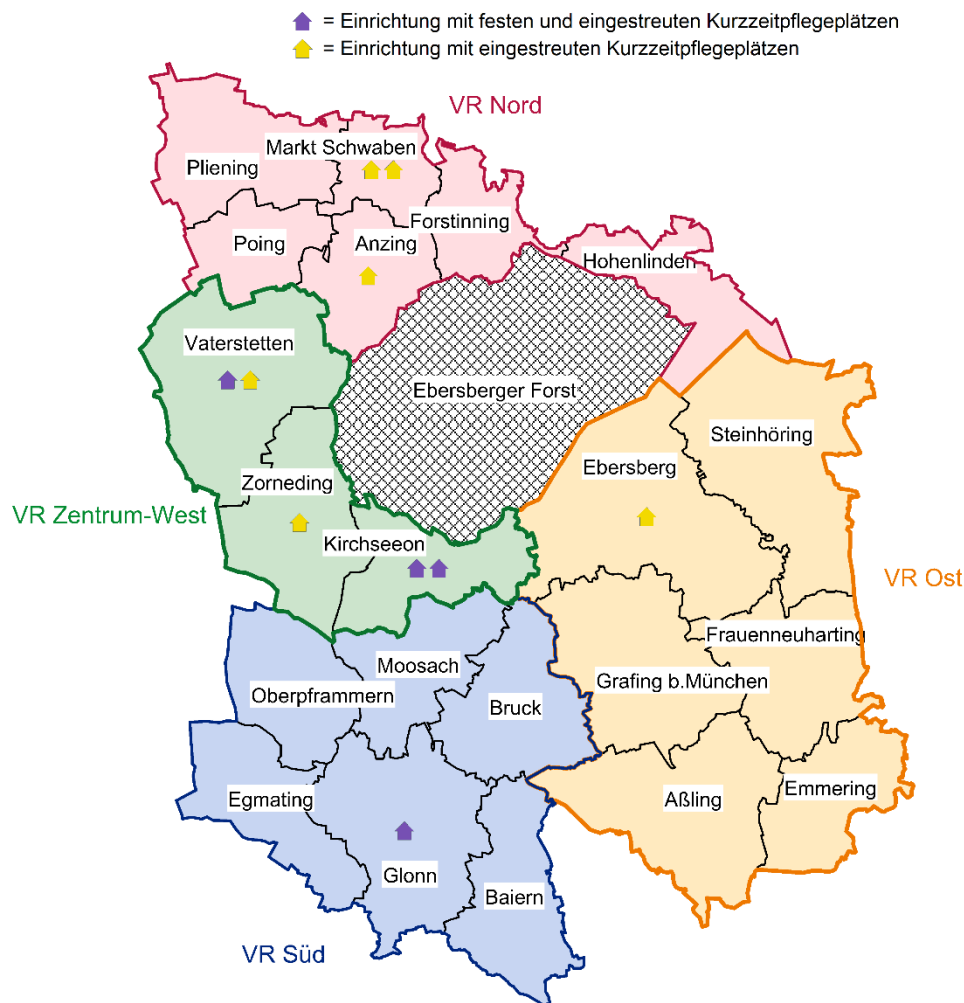 = Einrichtung mit festen und eingestreuten Kurzzeitpflegeplätzen
= Einrichtung mit eingestreuten Kurzzeitpflegeplätzen
VR Nord
Markt Schwaben
Pliening
Forstinning
Poing
Anzing
Hohenlinden
Vaterstetten
Ebersberger Forst
Steinhöring
Ebersberg
Zorneding
VR Zentrum-West
Kirchseeon
VR Ost
Frauenneuharting
Moosach
Grafing b.München
Oberpframmern
Bruck
Emmering
Egmating
Aßling
Glonn
Baiern
VR Süd